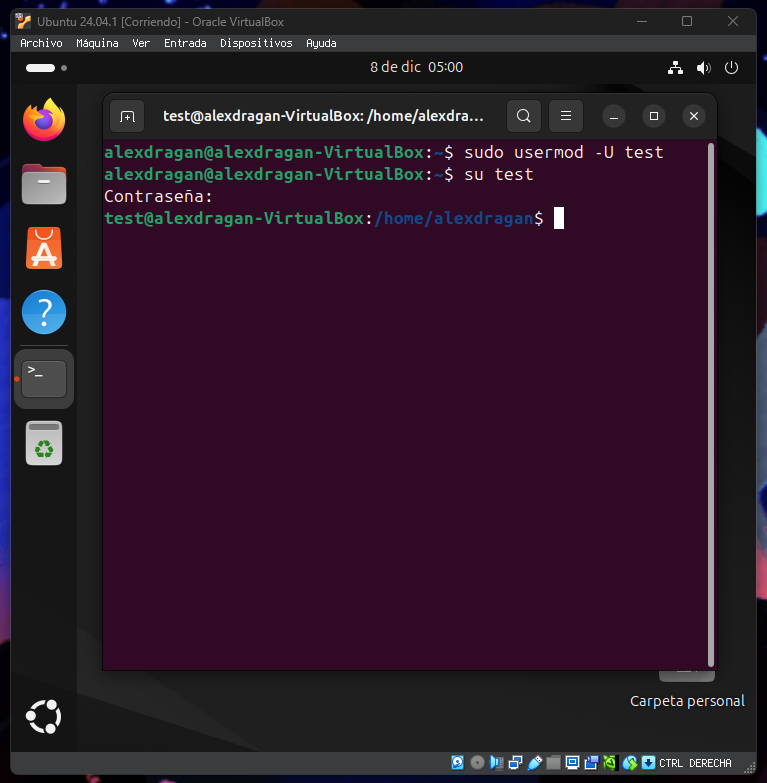 Ubuntu 24.04.1 [Corriendo] - Oracle VirtualBox
Archivo Máquina Ver Entrada Dispositivos Ayuda
8 de dic 05:00
test@alexdragan-VirtualBox: /home/alexdra...
alexdragan@alexdragan-VirtualBox:~$ sudo usermod -U test
alexdragan@alexdragan-VirtualBox:~$ su test
Contraseña:
test@alexdragan-VirtualBox:/home/alexdragan$
Carpeta personal
CTRL DERECHA